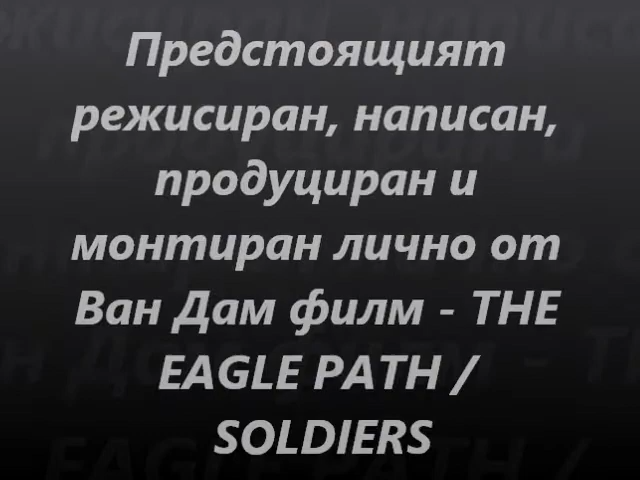 Предстоящият
режисиран, написан,
продуциран и
монтиран лично от
Ван Дам филм - THE
EAGLE PATH /
SOLDIERS